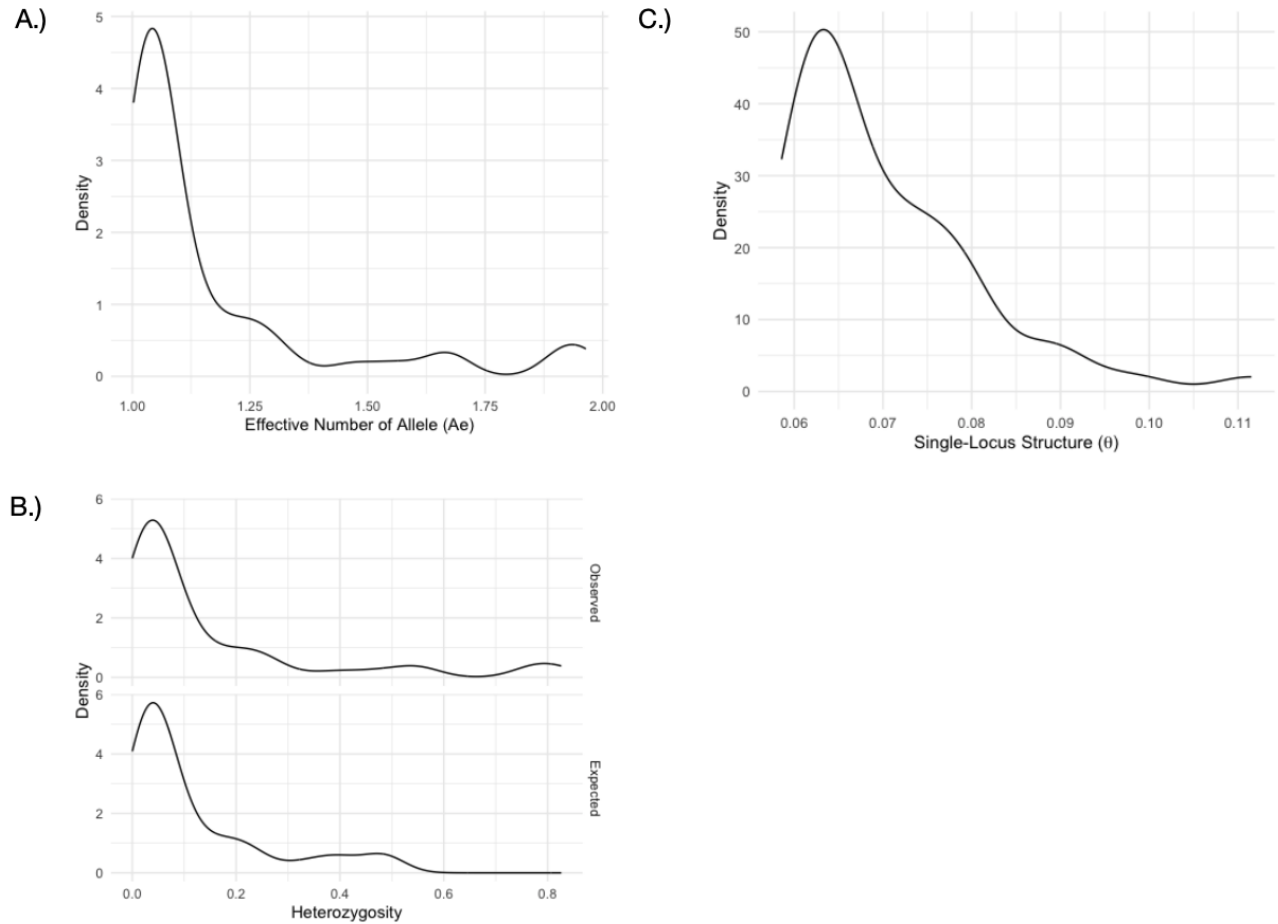 A.)
5
4
3
2
1
0
Density
1.00 1.25 1.50 1.75 2.00
Effective Number of Allele (Ae)
B.)
6
4
2
0
Observed
Density
6
4
2
0
Expected
0.0 0.2 0.4 0.6 0.8
Heterozygosity
C.)
50
40
30
20
10
0
Density
0.06 0.07 0.08 0.09 0.10 0.11
Single-Locus Structure (θ)